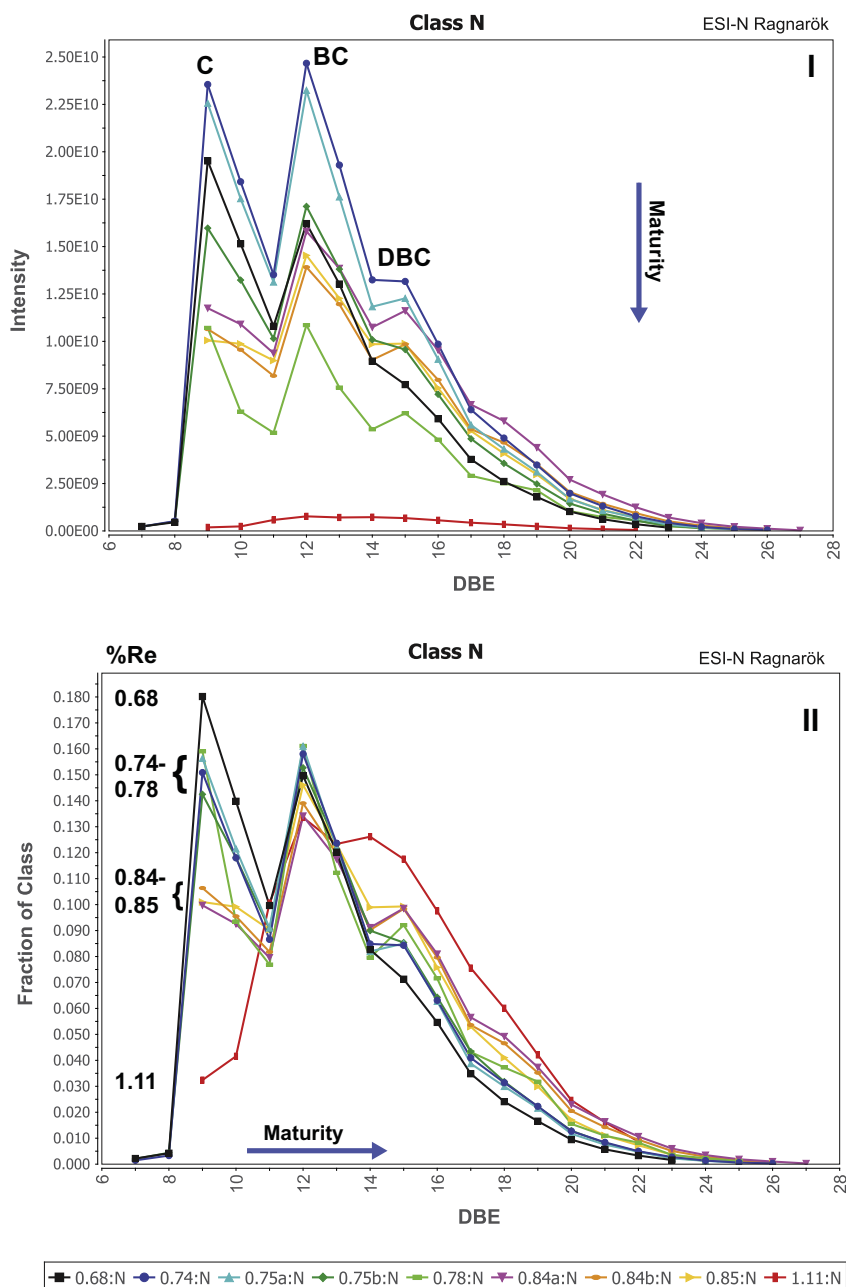 Class N
ESI-N Ragnarök
I
C
BC
DBC
Maturity
Intensity
2.50E10
2.25E10
2.00E10
1.75E10
1.50E10
1.25E10
1.00E10
7.50E09
5.00E09
2.50E09
0.00E00
6 8 10 12 14 16 18 20 22 24 26 28
DBE
%Re
Class N
ESI-N Ragnarök
II
0.68
0.74-
0.78
{
0.84-
0.85
{
1.11
Maturity
Fraction of Class
0.180
0.170
0.160
0.150
0.140
0.130
0.120
0.110
0.100
0.090
0.080
0.070
0.060
0.050
0.040
0.030
0.020
0.010
0.000
6 8 10 12 14 16 18 20 22 24 26 28
DBE
0.68:N 0.74:N 0.75a:N 0.75b:N 0.78:N 0.84a:N 0.84b:N 0.85:N 1.11:N